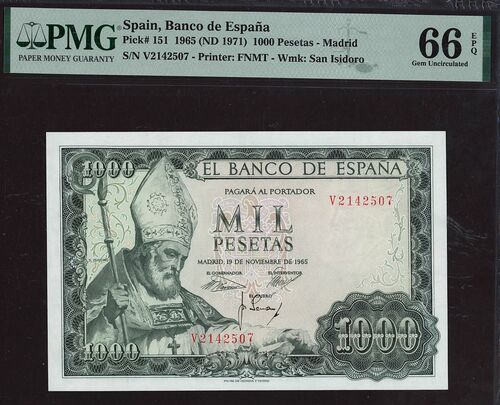 PMG
PAPER MONEY GUARANTY
Spain, Banco de España
Pick# 151 1965 (ND 1971) 1000 Pesetas - Madrid
S/N V2142507 - Printer: FNMT - Wmk: San Isidoro
66 EPQ
Gem Uncirculated
1000
EL BANCO DE ESPAÑA
PAGARÁ AL PORTADOR
V2142507
MIL
PESETAS
MADRID, 19 DE NOVIEMBRE DE 1965
EL GOBERNADOR
EL INTERVENTOR
EL CAJERO
V2142507
1000
1000